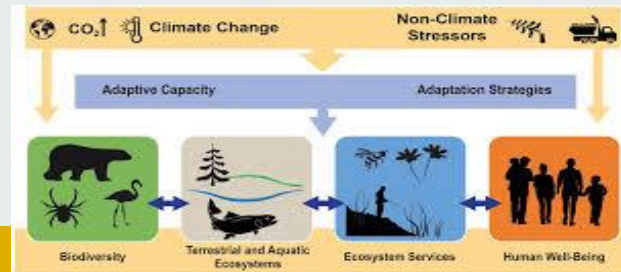 CO₂↑ Climate Change
Non-Climate
Stressors
Adaptive Capacity Adaptation Strategies
Biodiversity
Terrestrial and Aquatic
Ecosystems
Ecosystem Services
Human Well-Being